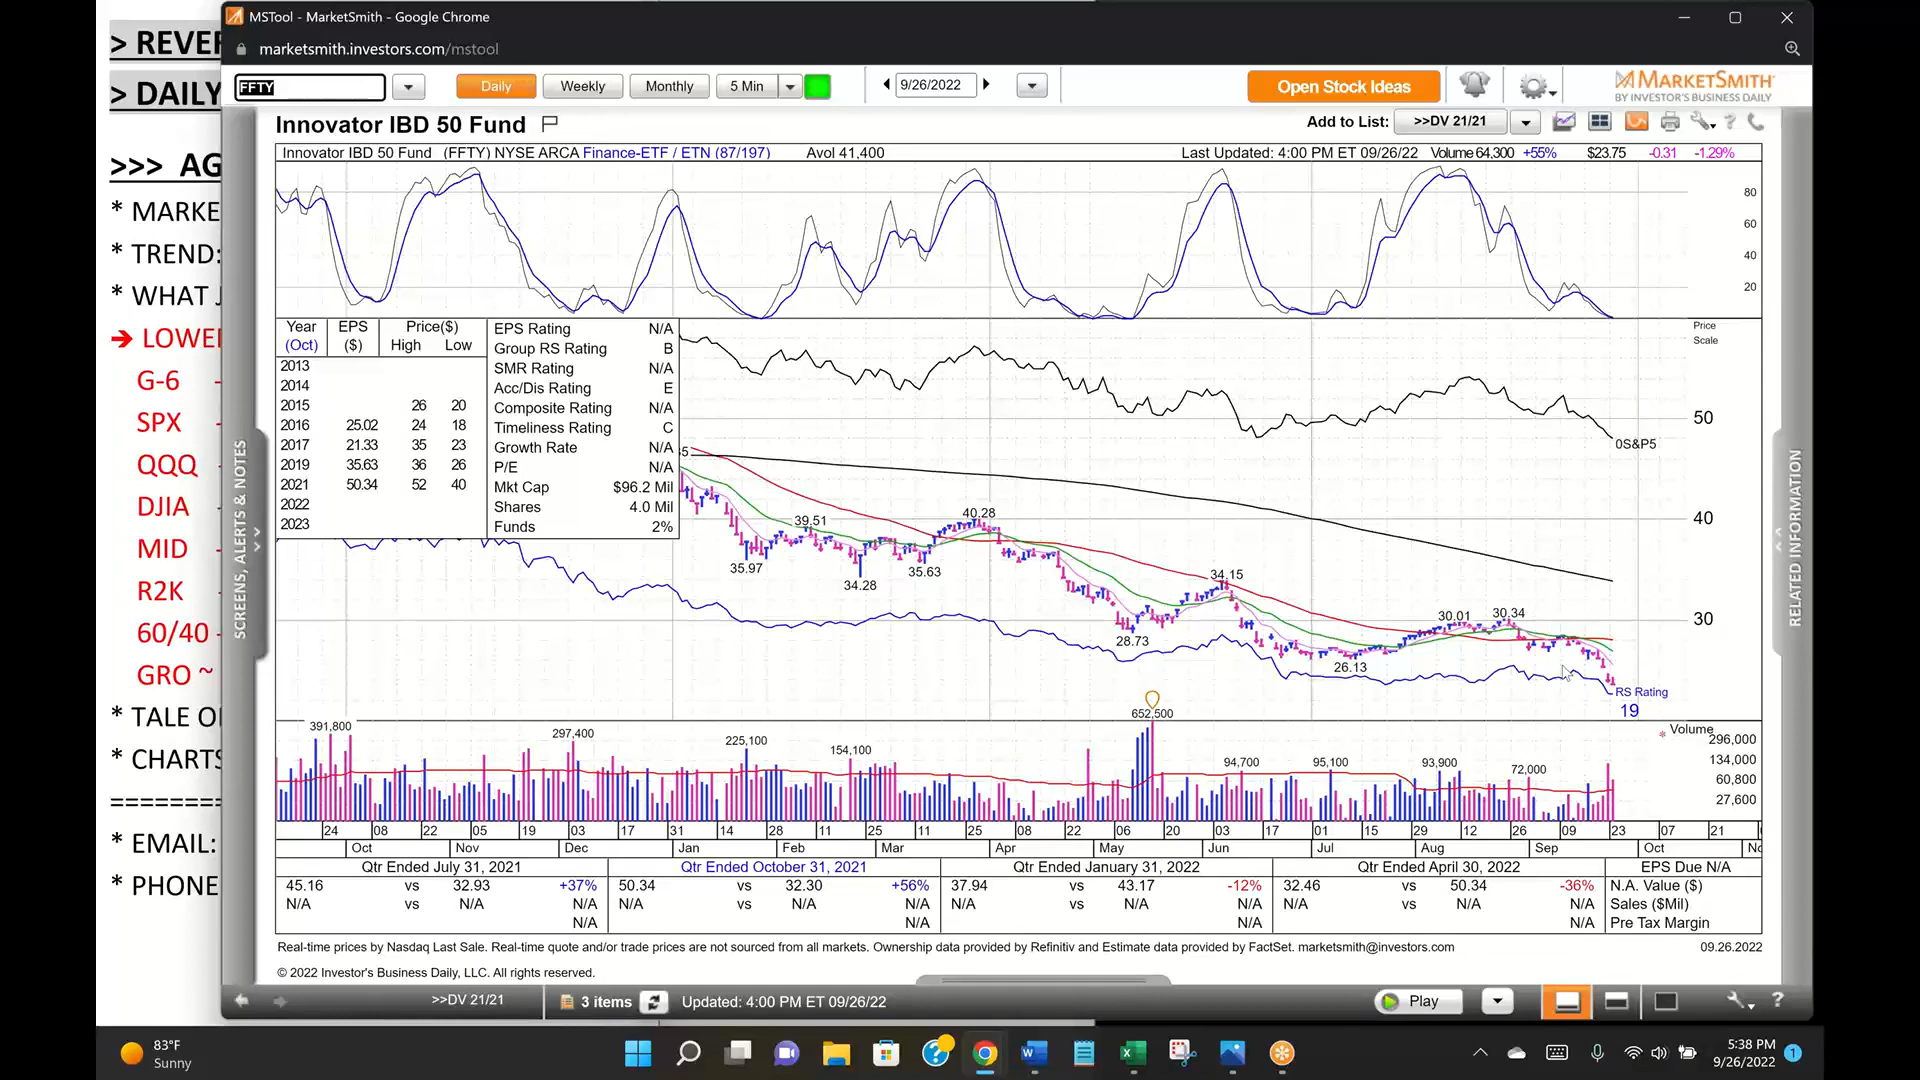 MSTool - MarketSmith - Google Chrome
marketsmith.investors.com/mstool
FFTY
Daily
Weekly
Monthly
5 Min
9/26/2022
Open Stock Ideas
MARKETSMITH
BY INVESTOR'S BUSINESS DAILY
Innovator IBD 50 Fund
Add to List:
>>DV 21/21
Innovator IBD 50 Fund (FFTY) NYSE ARCA Finance-ETF / ETN (87/197) Avol 41,400 Last Updated: 4:00 PM ET 09/26/22 Volume 64,300 +55% $23.75 -0.31 -1.29%
80
60
40
20
Year EPS Price($)
(Oct) ($) High Low
2013
2014
2015 26 20
2016 25.02 24 18
2017 21.33 35 23
2019 35.63 36 26
2021 50.34 52 40
2022
2023
EPS Rating N/A
Group RS Rating B
SMR Rating N/A
Acc/Dis Rating E
Composite Rating N/A
Timeliness Rating C
Growth Rate N/A
P/E N/A
Mkt Cap $96.2 Mil
Shares 4.0 Mil
Funds 2%
Price
Scale
50
0S&P5
40
30
5
39.51
40.28
35.97
34.28
35.63
34.15
28.73
26.13
30.01
30.34
RS Rating
19
652,500
391,800
297,400
225,100
154,100
94,700
95,100
93,900
72,000
Volume
296,000
134,000
60,800
27,600
24 08 22 05 19 03 17 31 14 28 11 25 11 25 08 22 06 20 03 17 01 15 29 12 26 09 23 07 21
Oct Nov Dec Jan Feb Mar Apr May Jun Jul Aug Sep Oct
Qtr Ended July 31, 2021 Qtr Ended October 31, 2021 Qtr Ended January 31, 2022 Qtr Ended April 30, 2022 EPS Due N/A
45.16 vs 32.93 +37% 50.34 vs 32.30 +56% 37.94 vs 43.17 -12% 32.46 vs 50.34 -36% N.A. Value ($)
N/A vs N/A N/A N/A vs N/A N/A N/A vs N/A N/A N/A vs N/A N/A Sales ($Mil)
N/A N/A N/A N/A Pre Tax Margin
Real-time prices by Nasdaq Last Sale. Real-time quote and/or trade prices are not sourced from all markets. Ownership data provided by Refinitiv and Estimate data provided by FactSet. marketsmith@investors.com 09.26.2022
© 2022 Investor's Business Daily, LLC. All rights reserved.
SCREENS, ALERTS & NOTES
RELATED INFORMATION
>>DV 21/21
3 items
Updated: 4:00 PM ET 09/26/22
Play
> REVER
> DAILY
>>> AG
* MARKE
* TREND:
* WHAT J
➔ LOWER
G-6 -
SPX -
QQQ -
DJIA
MID -
R2K
60/40 -
GRO ~
* TALE OF
* CHARTS
========
* EMAIL:
* PHONE
83°F
Sunny
5:38 PM
9/26/2022
1